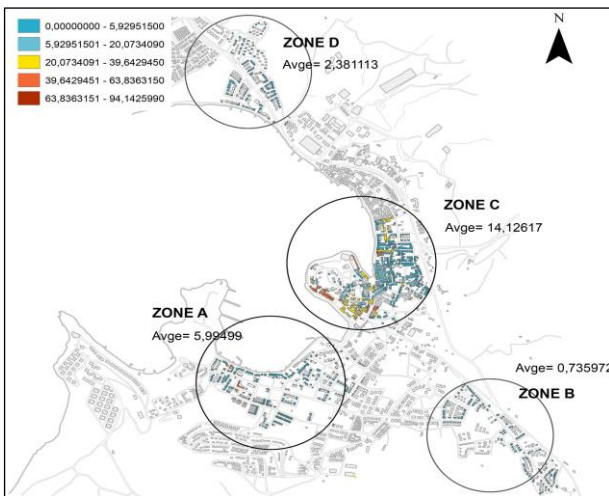 0,00000000 - 5,92951500
5,92951501 - 20,0734090
20,0734091 - 39,6429450
39,6429451 - 63,8363150
63,8363151 - 94,1425990
ZONE D
Avge= 2,381113
N
ZONE C
Avge= 14,12617
ZONE A
Avge= 5,99499
Avge= 0,735972
ZONE B